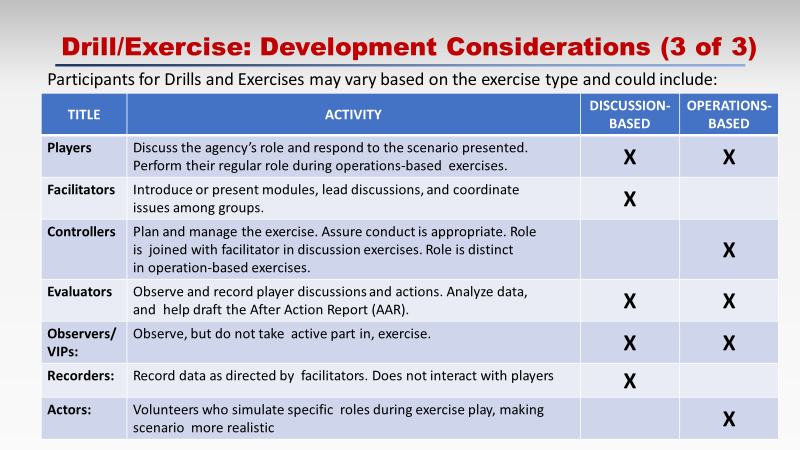 Drill/Exercise: Development Considerations (3 of 3)
Participants for Drills and Exercises may vary based on the exercise type and could include:
TITLE ACTIVITY DISCUSSION-BASED OPERATIONS-BASED
Players Discuss the agency's role and respond to the scenario presented. X X
Perform their regular role during operations-based exercises.
Facilitators Introduce or present modules, lead discussions, and coordinate X
issues among groups.
Controllers Plan and manage the exercise. Assure conduct is appropriate. Role
is joined with facilitator in discussion exercises. Role is distinct X
in operation-based exercises.
Evaluators Observe and record player discussions and actions. Analyze data, X X
and help draft the After Action Report (AAR).
Observers/ Observe, but do not take active part in, exercise. X X
VIPs:
Recorders: Record data as directed by facilitators. Does not interact with players X
Actors: Volunteers who simulate specific roles during exercise play, making X
scenario more realistic